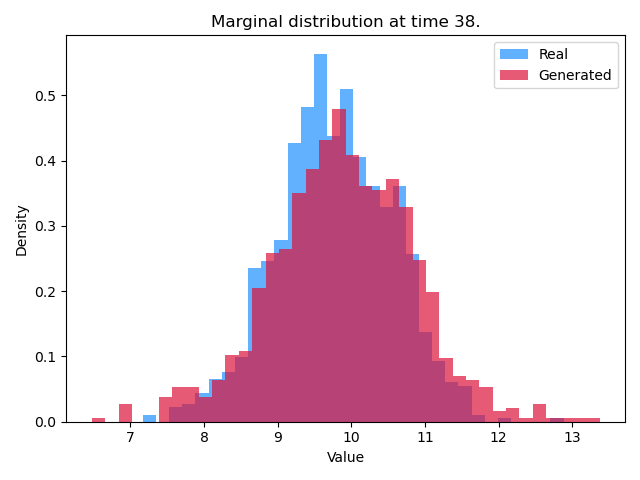 Marginal distribution at time 38.
Real
Generated
Density
0.5
0.4
0.3
0.2
0.1
0.0
7 8 9 10 11 12 13
Value